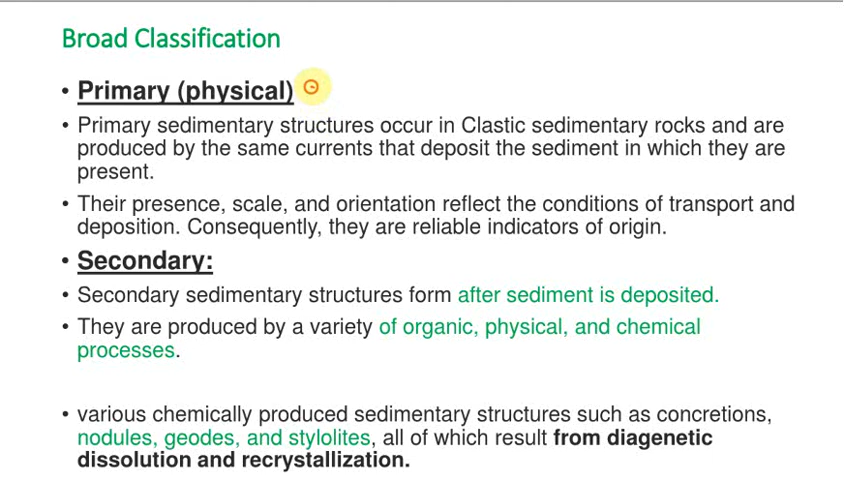 Broad Classification
• Primary (physical)
• Primary sedimentary structures occur in Clastic sedimentary rocks and are
produced by the same currents that deposit the sediment in which they are
present.
• Their presence, scale, and orientation reflect the conditions of transport and
deposition. Consequently, they are reliable indicators of origin.
• Secondary:
• Secondary sedimentary structures form after sediment is deposited.
• They are produced by a variety of organic, physical, and chemical
processes.
• various chemically produced sedimentary structures such as concretions,
nodules, geodes, and stylolites, all of which result from diagenetic
dissolution and recrystallization.